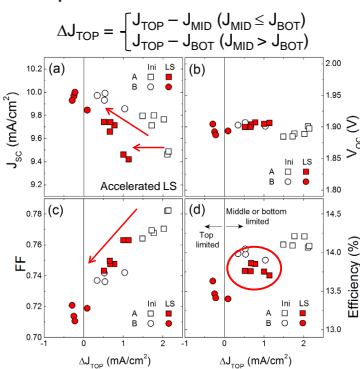 ΔJ_TOP = { J_TOP − J_MID (J_MID ≤ J_BOT)
J_TOP − J_BOT (J_MID > J_BOT)
(a)
10.0
9.8
9.6
9.4
9.2
J_SC (mA/cm²)
Ini LS
A
B
Accelerated LS
(b)
2.00
1.95
1.90
1.85
1.80
V_OC (V)
Ini LS
A
B
(c)
0.78
0.76
0.74
0.72
0.70
FF
Ini LS
A
B
-1 0 1 2
ΔJ_TOP (mA/cm²)
(d)
Middle or bottom
limited
Top
limited
14.5
14.0
13.5
13.0
Efficiency (%)
Ini LS
A
B
-1 0 1 2
ΔJ_TOP (mA/cm²)